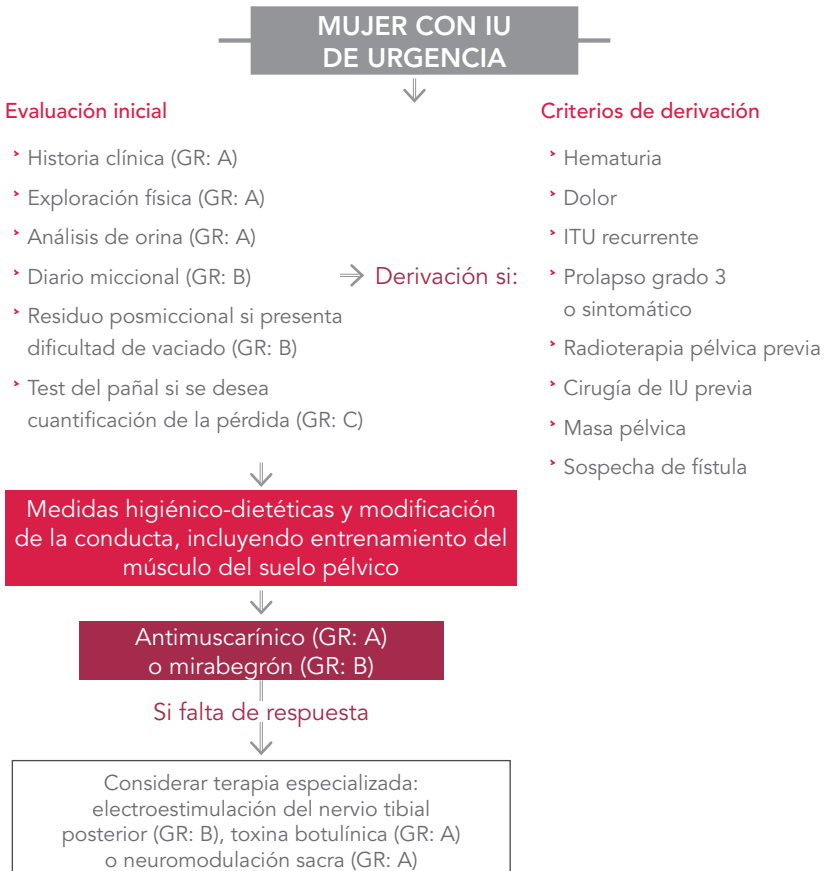 MUJER CON IU
DE URGENCIA
Evaluación inicial
Historia clínica (GR: A)
Exploración física (GR: A)
Análisis de orina (GR: A)
Diario miccional (GR: B)
Residuo posmiccional si presenta
dificultad de vaciado (GR: B)
Test del pañal si se desea
cuantificación de la pérdida (GR: C)
Derivación si:
Criterios de derivación
Hematuria
Dolor
ITU recurrente
Prolapso grado 3
o sintomático
Radioterapia pélvica previa
Cirugía de IU previa
Masa pélvica
Sospecha de fístula
Medidas higiénico-dietéticas y modificación
de la conducta, incluyendo entrenamiento del
músculo del suelo pélvico
Antimuscarínico (GR: A)
o mirabegrón (GR: B)
Si falta de respuesta
Considerar terapia especializada:
electroestimulación del nervio tibial
posterior (GR: B), toxina botulínica (GR: A)
o neuromodulación sacra (GR: A)